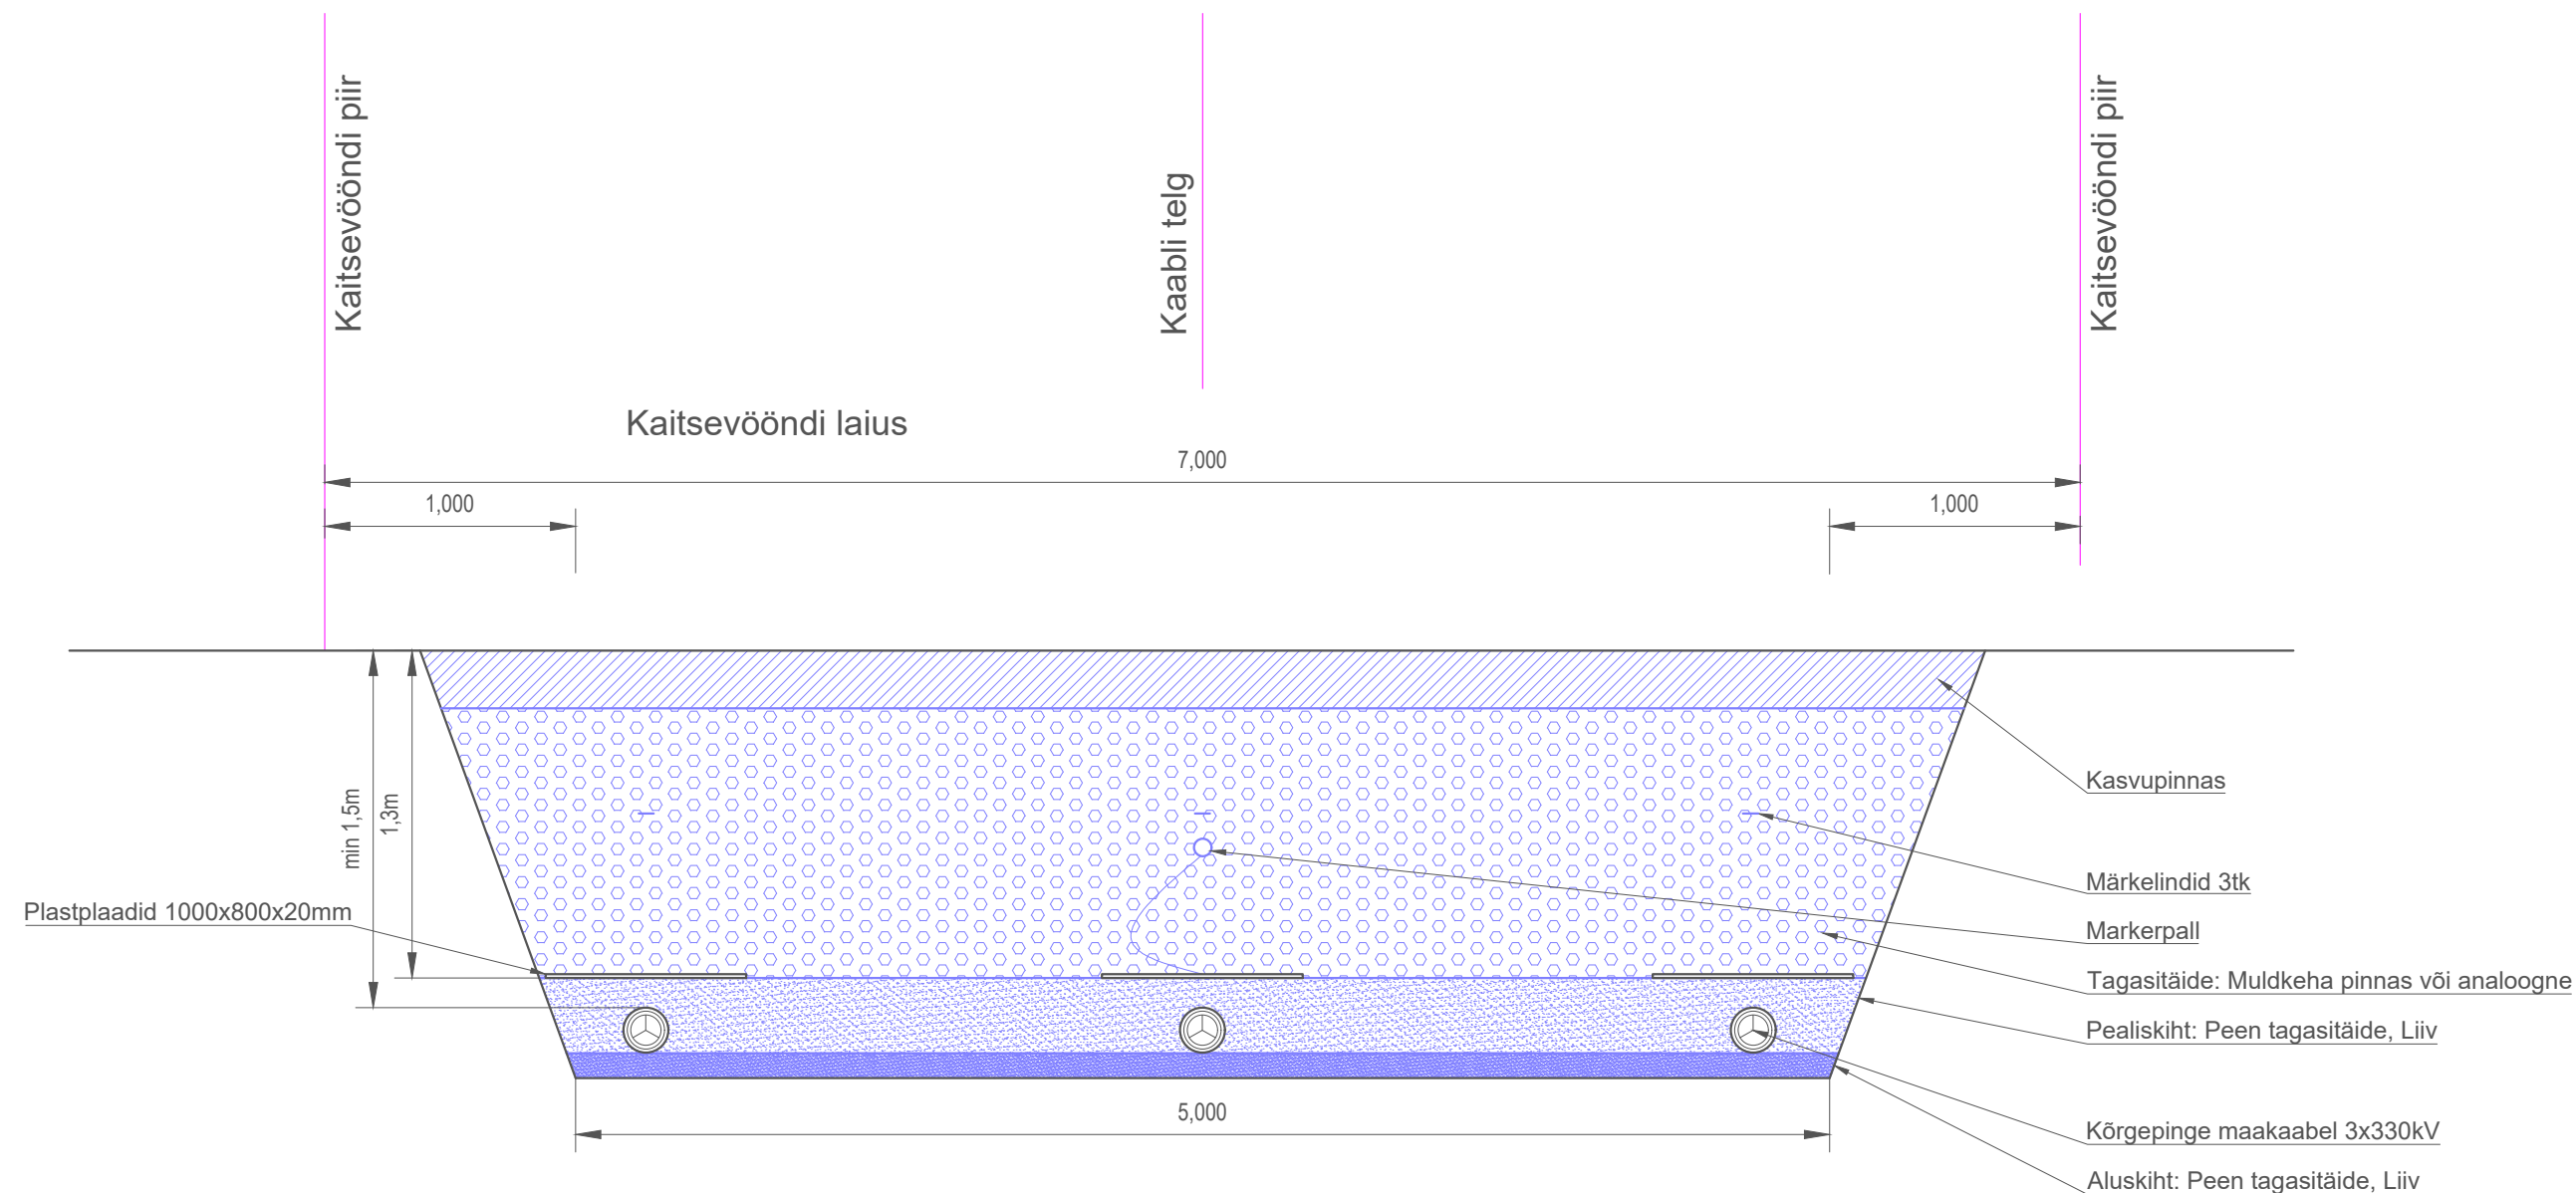 Kaitsevööndi piir
Kaabli telg
Kaitsevööndi piir
Kaitsevööndi laius
7,000
1,000
1,000
min 1,5m
1,3m
Kasvupinnas
Märkelindid 3tk
Plastplaadid 1000x800x20mm
Markerpall
Tagasitäide: Muldkeha pinnas või analoogne
Pealiskiht: Peen tagasitäide, Liiv
5,000
Kõrgepinge maakaabel 3x330kV
Aluskiht: Peen tagasitäide, Liiv